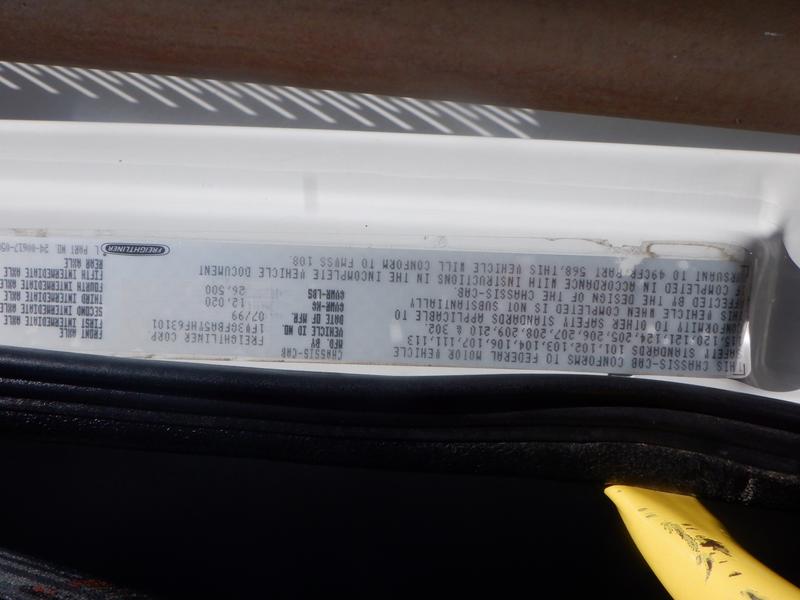 THIS CHASSIS-CAB CONFORMS TO FEDERAL MOTOR VEHICLE
SAFETY STANDARDS 101, 102, 103, 104, 106, 107, 111, 113
115, 120, 121, 124, 204, 205, 206, 207, 208, 209, 210 & 302.
CONFORMITY TO OTHER SAFETY STANDARDS APPLICABLE TO
VEHICLE WHEN COMPLETED IS NOT SUBSTANTIALLY
AFFECTED BY THE DESIGN OF THE CHASSIS-CAB.
COMPLETED IN ACCORDANCE WITH INSTRUCTIONS IN THE INCOMPLETE VEHICLE DOCUMENT
PURSUANT TO 49CFR PART 568, THIS VEHICLE WILL CONFORM TO FMVSS 108.
CHASSIS-CAB
MFD. BY FREIGHTLINER CORP
VEHICLE ID NO.
DATE OF MFR. 07/99
GVWR-KG 12,020
GVWR-LBS 26,500
FRONT AXLE
FIRST INTERMEDIATE AXLE
SECOND INTERMEDIATE AXLE
THIRD INTERMEDIATE AXLE
FOURTH INTERMEDIATE AXLE
FIFTH INTERMEDIATE AXLE
REAR AXLE
FREIGHTLINER
PART NO.